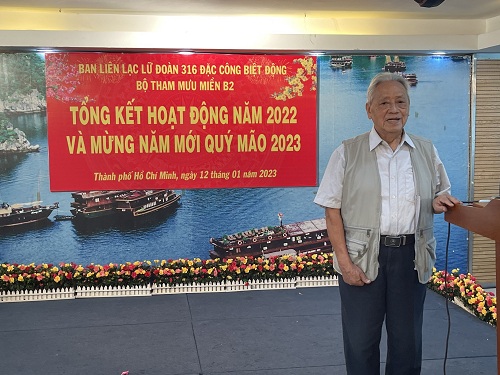 BAN LIÊN LẠC LỮ ĐOÀN 316 ĐẶC CÔNG BIỆT ĐỘNG
BỘ THAM MƯU MIỀN B2
TỔNG KẾT HOẠT ĐỘNG NĂM 2022
VÀ MỪNG NĂM MỚI QUÝ MÃO 2023
Thành phố Hồ Chí Minh, ngày 12 tháng 01 năm 2023